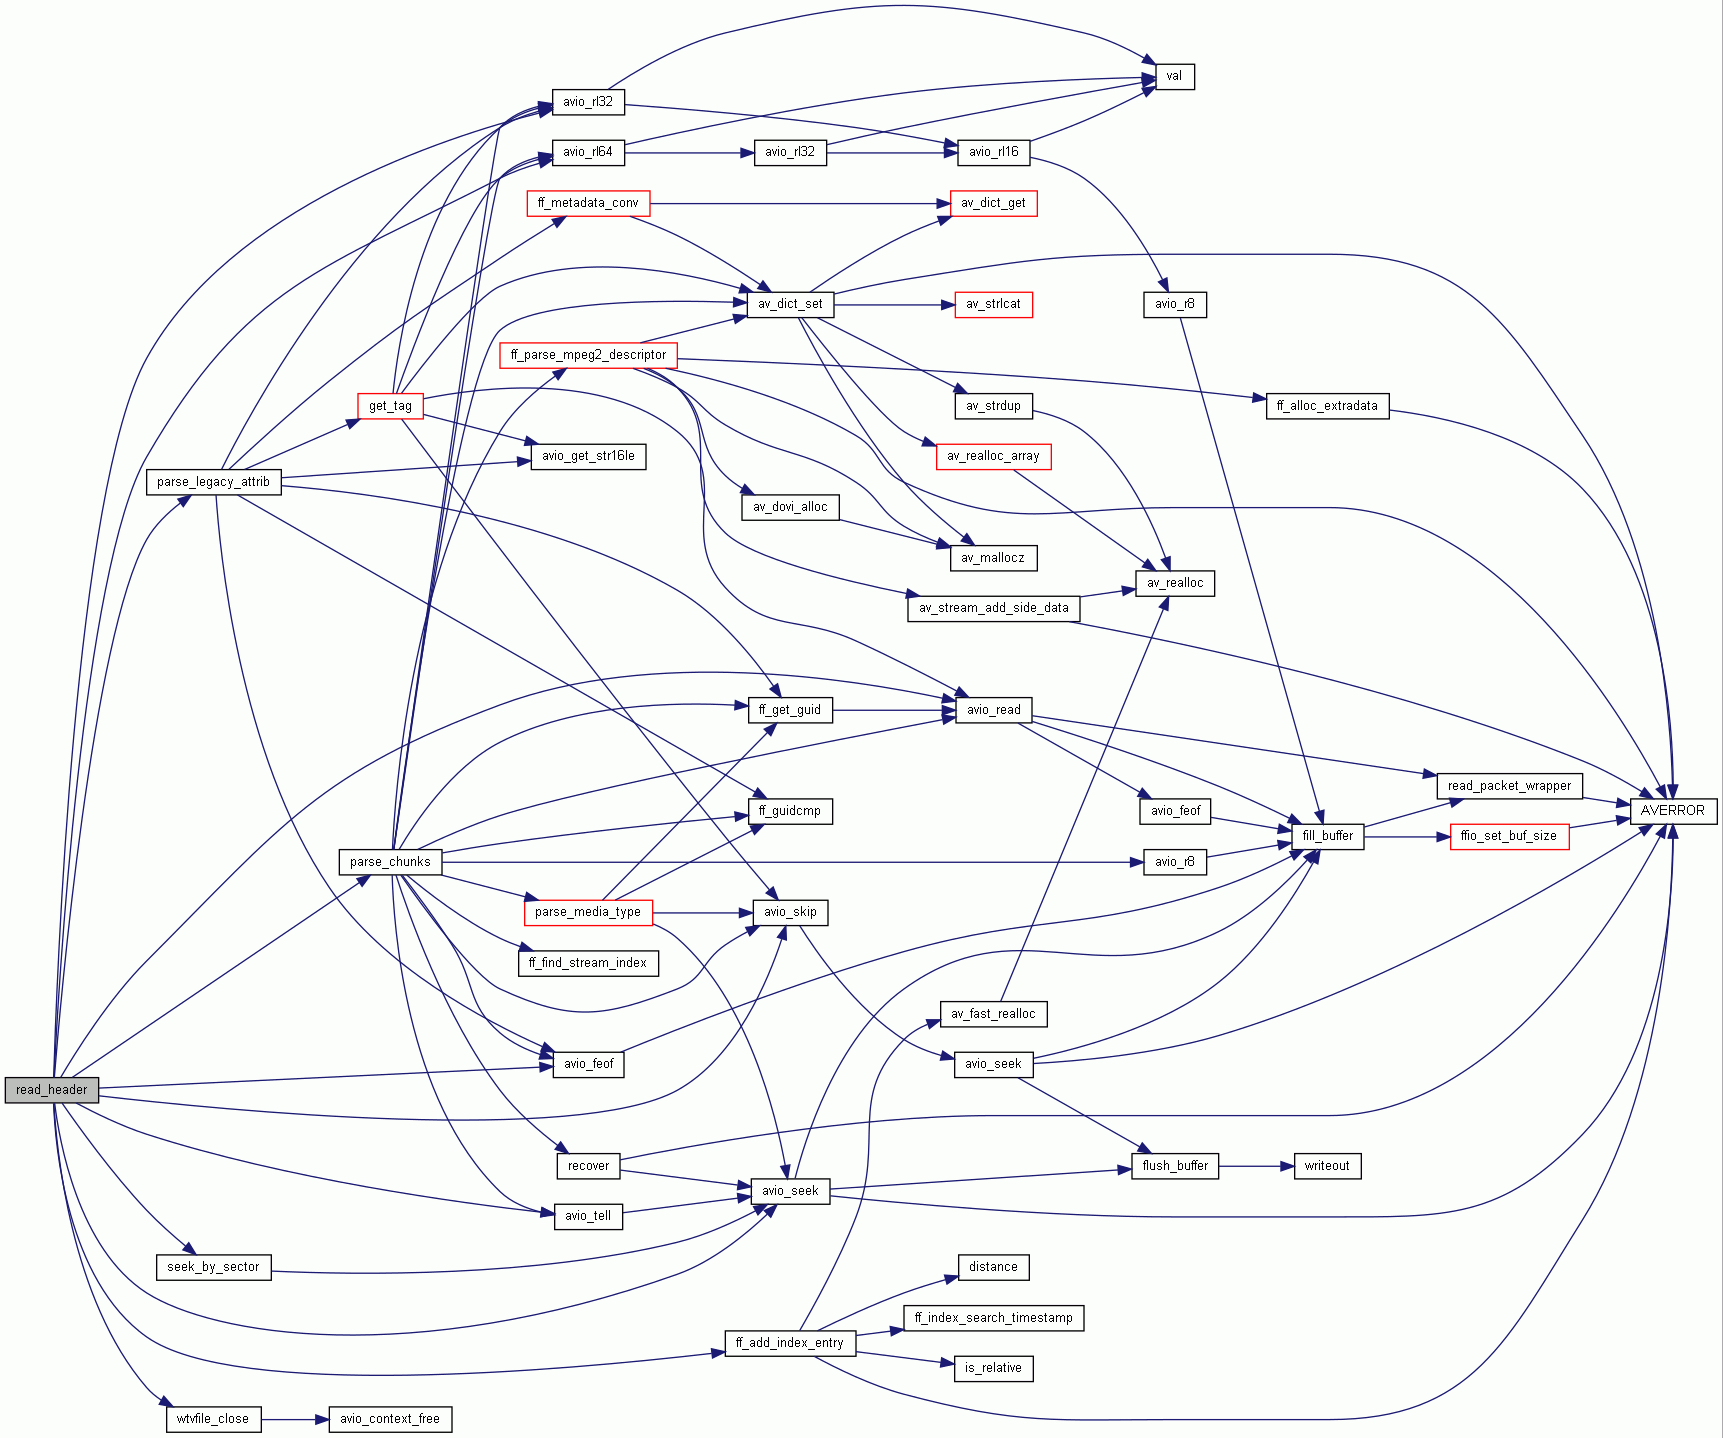 val
avio_rl32
avio_rl64
avio_rl32
avio_rl16
ff_metadata_conv
av_dict_get
av_dict_set
av_strlcat
avio_r8
ff_parse_mpeg2_descriptor
get_tag
av_strdup
ff_alloc_extradata
avio_get_str16le
av_realloc_array
parse_legacy_attrib
av_dovi_alloc
av_mallocz
av_realloc
av_stream_add_side_data
ff_get_guid
avio_read
read_packet_wrapper
ff_guidcmp
avio_feof
AVERROR
fill_buffer
ffio_set_buf_size
parse_chunks
avio_r8
parse_media_type
avio_skip
ff_find_stream_index
av_fast_realloc
avio_feof
avio_seek
read_header
recover
flush_buffer
writeout
avio_seek
avio_tell
seek_by_sector
distance
ff_index_search_timestamp
ff_add_index_entry
is_relative
wtvfile_close
avio_context_free